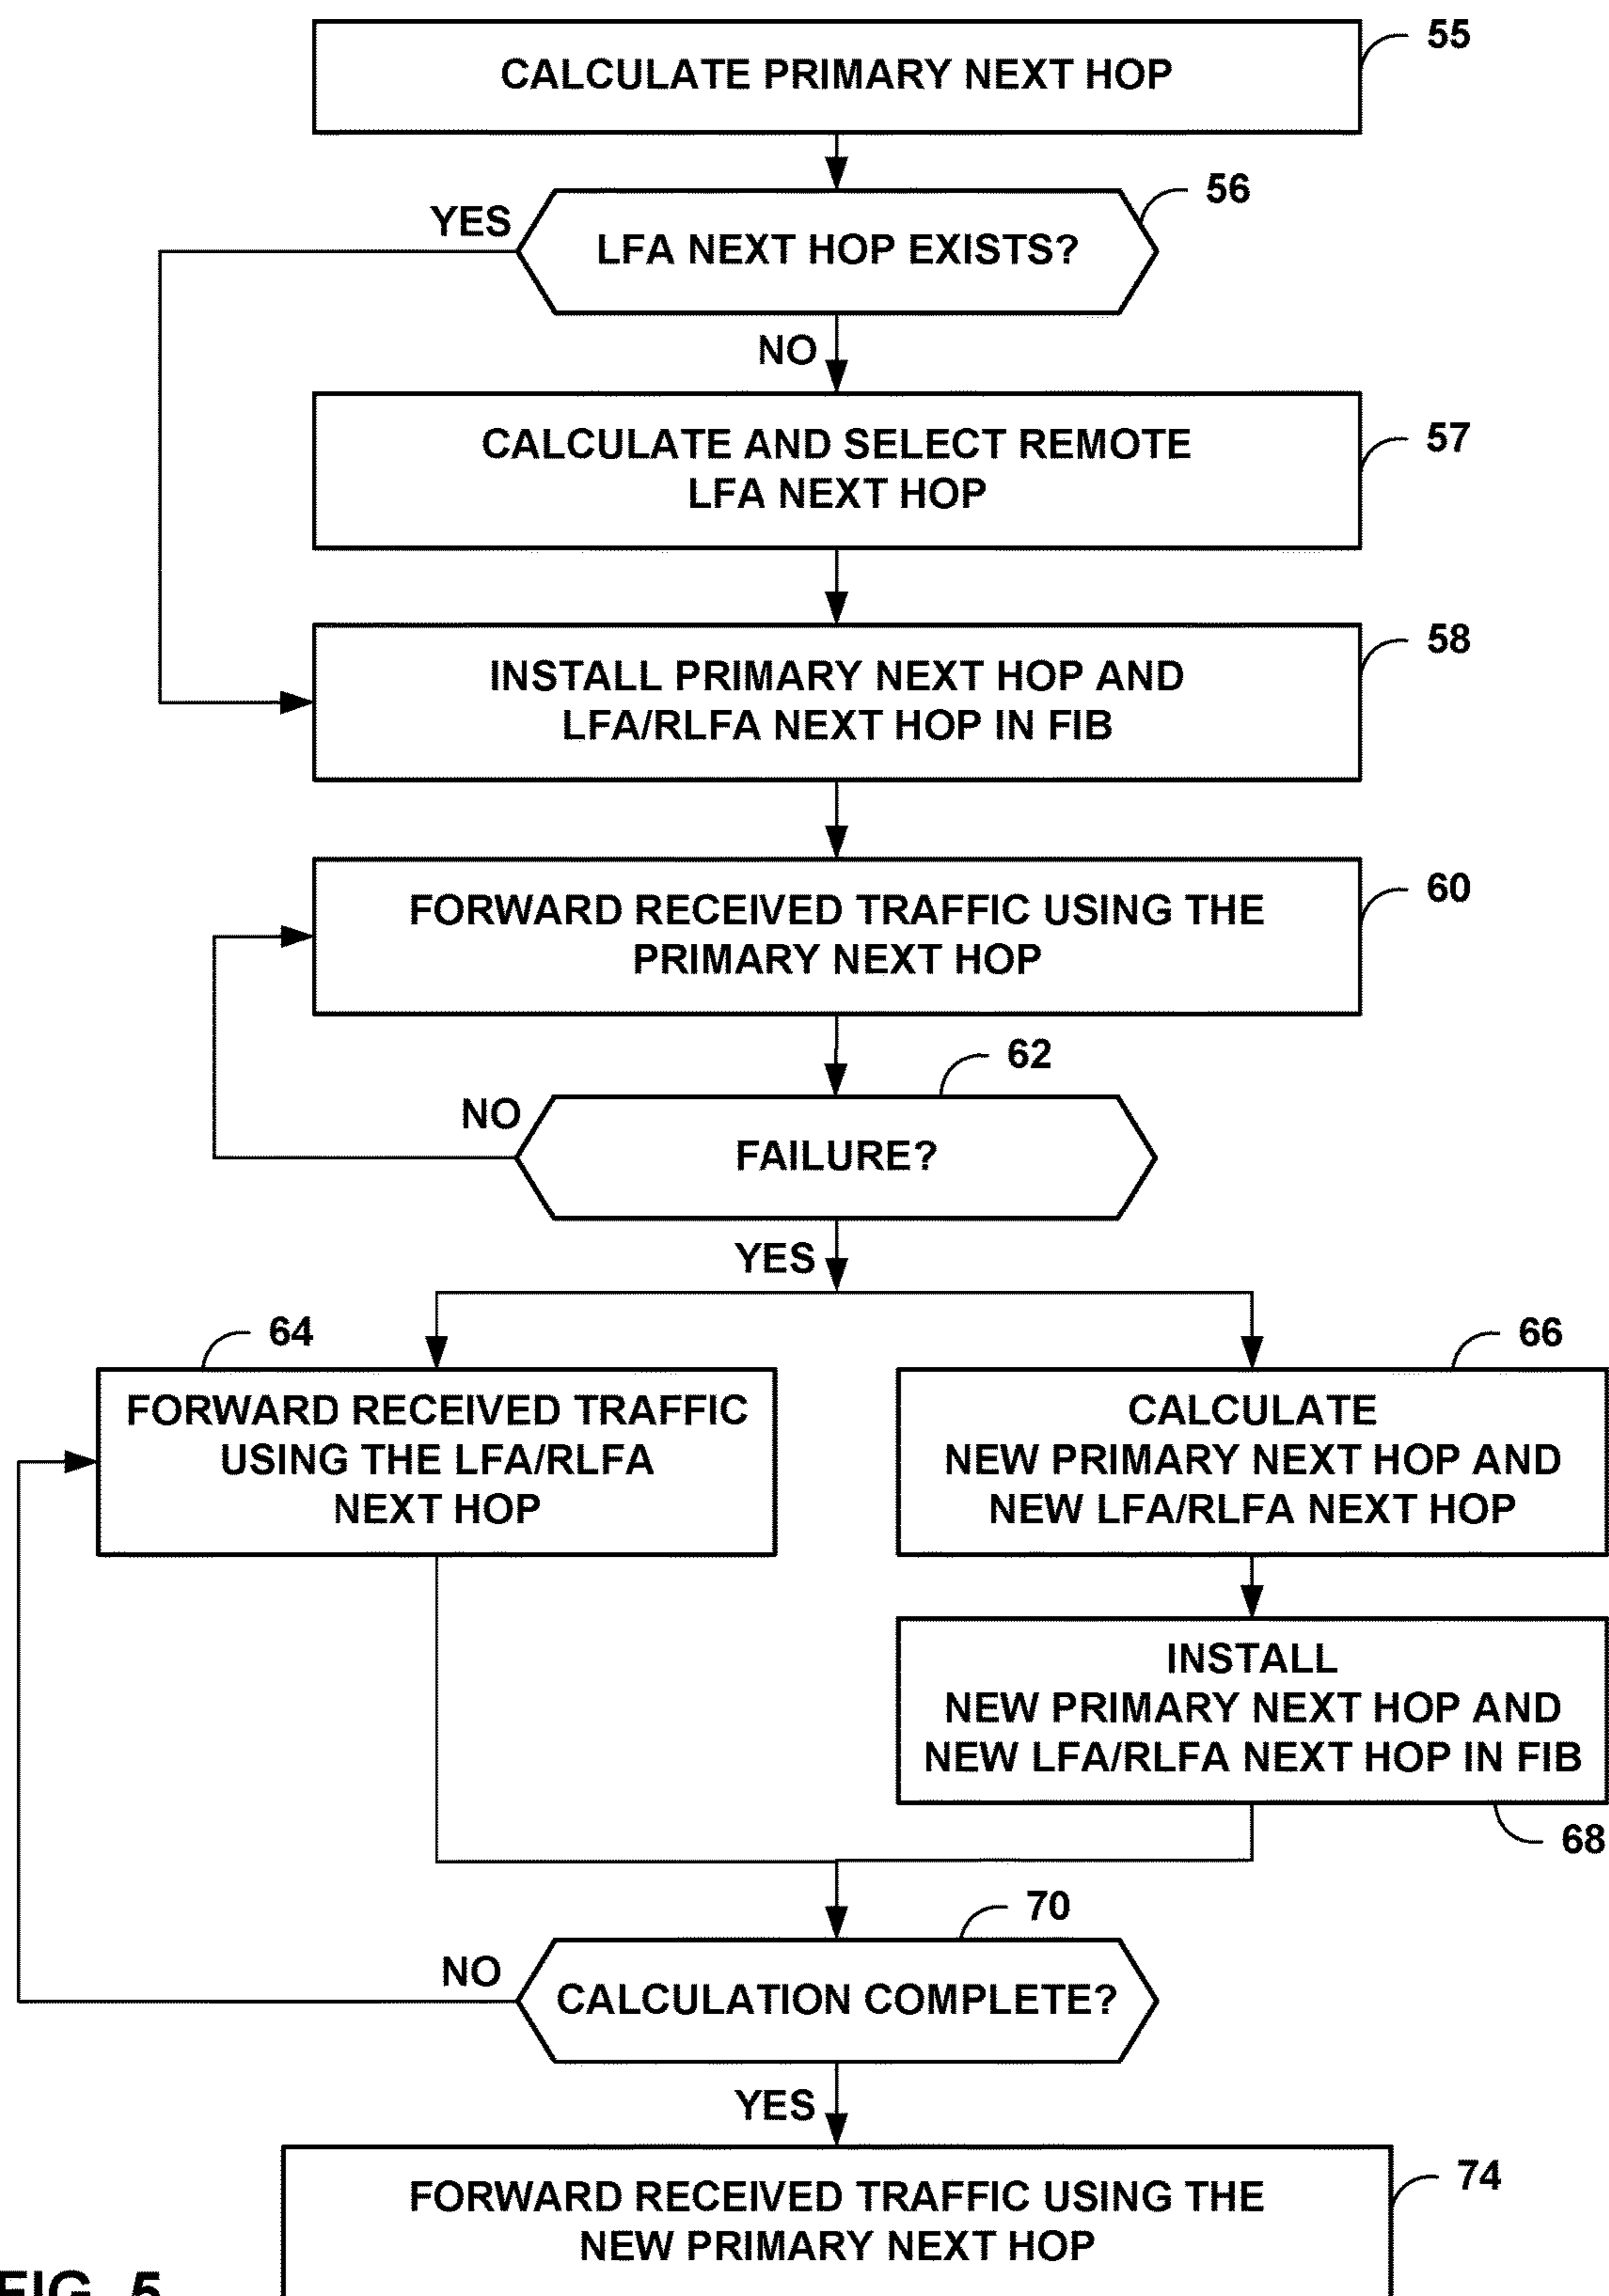 CALCULATE PRIMARY NEXT HOP
55
LFA NEXT HOP EXISTS?
56
YES
NO
CALCULATE AND SELECT REMOTE
LFA NEXT HOP
57
INSTALL PRIMARY NEXT HOP AND
LFA/RLFA NEXT HOP IN FIB
58
FORWARD RECEIVED TRAFFIC USING THE
PRIMARY NEXT HOP
60
62
NO
FAILURE?
YES
64
FORWARD RECEIVED TRAFFIC
USING THE LFA/RLFA
NEXT HOP
66
CALCULATE
NEW PRIMARY NEXT HOP AND
NEW LFA/RLFA NEXT HOP
INSTALL
NEW PRIMARY NEXT HOP AND
NEW LFA/RLFA NEXT HOP IN FIB
68
70
NO
CALCULATION COMPLETE?
YES
FORWARD RECEIVED TRAFFIC USING THE
NEW PRIMARY NEXT HOP
74
FIG. 5